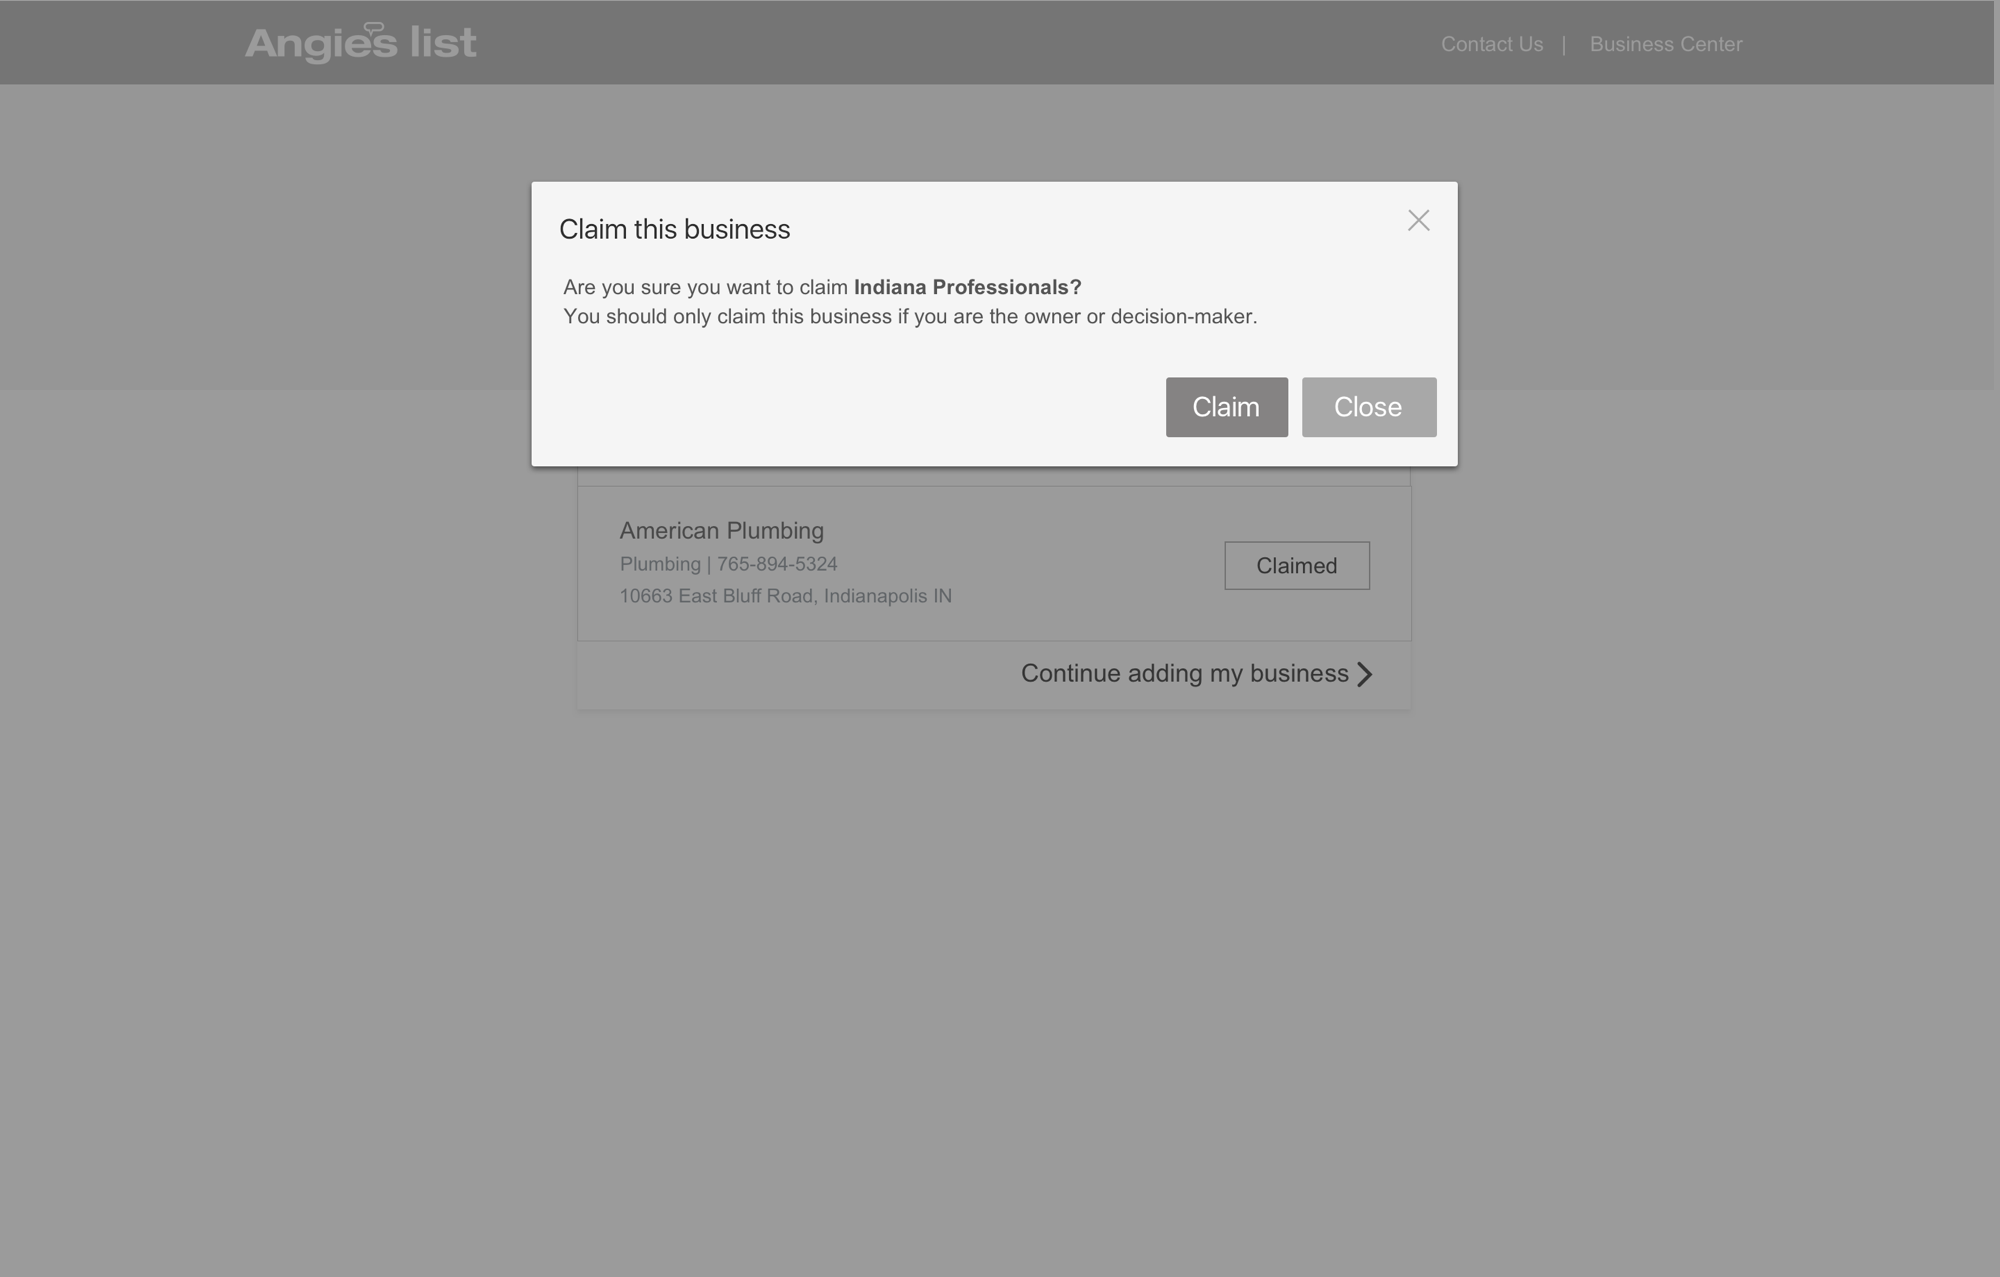 Angie's list
Contact Us | Business Center
Claim this business
Are you sure you want to claim Indiana Professionals?
You should only claim this business if you are the owner or decision-maker.
Claim
Close
American Plumbing
Plumbing | 765-894-5324
10663 East Bluff Road, Indianapolis IN
Claimed
Continue adding my business